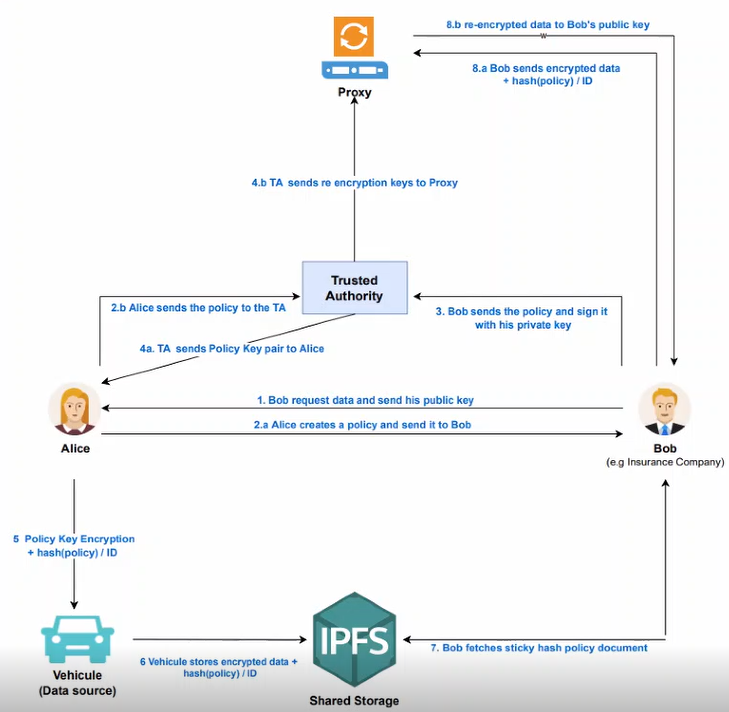 8.b re-encrypted data to Bob's public key
w
8.a Bob sends encrypted data
+ hash(policy) / ID
Proxy
4.b TA sends re encryption keys to Proxy
Trusted
Authority
2.b Alice sends the policy to the TA
3. Bob sends the policy and sign it
with his private key
4a. TA sends Policy Key pair to Alice
1. Bob request data and send his public key
2.a Alice creates a policy and send it to Bob
Alice
Bob
(e.g Insurance Company)
5 Policy Key Encryption
+ hash(policy) / ID
IPFS
7. Bob fetches sticky hash policy document
6 Vehicule stores encrypted data +
hash(policy) / ID
Vehicule
(Data source)
Shared Storage